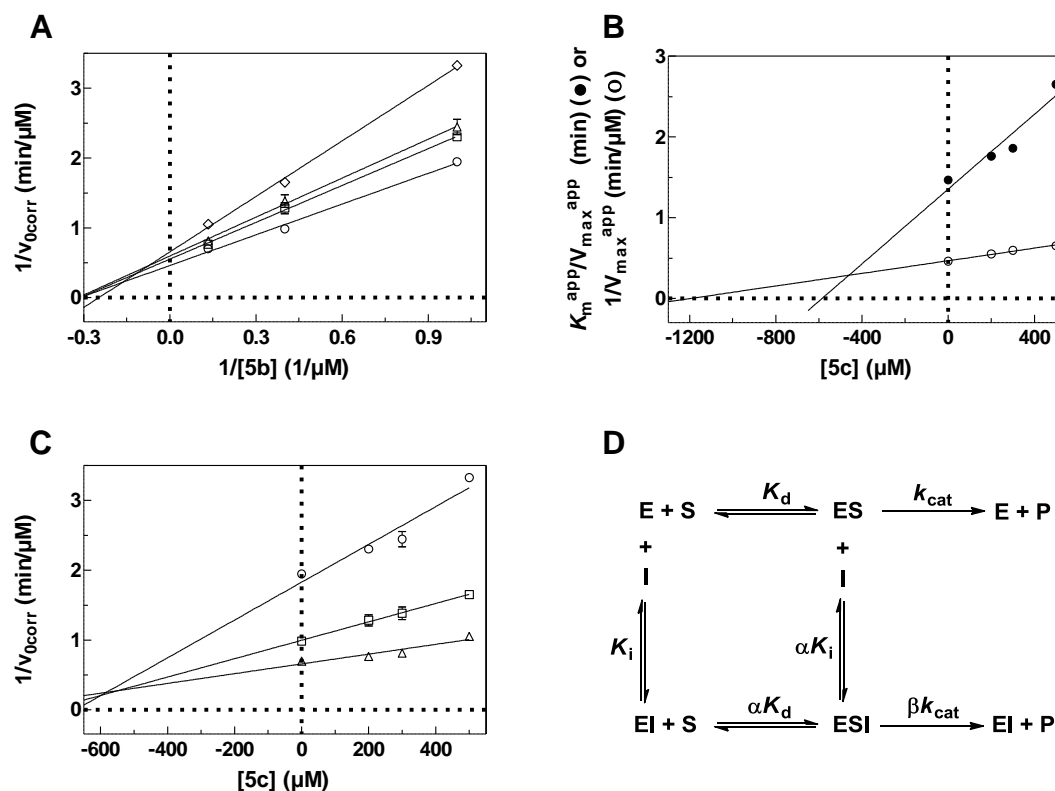 A
1/v0corr (min/µM)
3
2
1
0
-0.3 0.0 0.3 0.6 0.9
1/[5b] (1/µM)
B
Km app/Vmax app (min) (●) or
1/Vmax app (min/µM) (○)
3
2
1
0
-1200 -800 -400 0 400
[5c] (µM)
C
1/v0corr (min/µM)
3
2
1
0
-600 -400 -200 0 200 400
[5c] (µM)
D
E + S Kd ES kcat E + P
+ +
I I
Ki αKi
EI + S αKd ESI βkcat EI + P